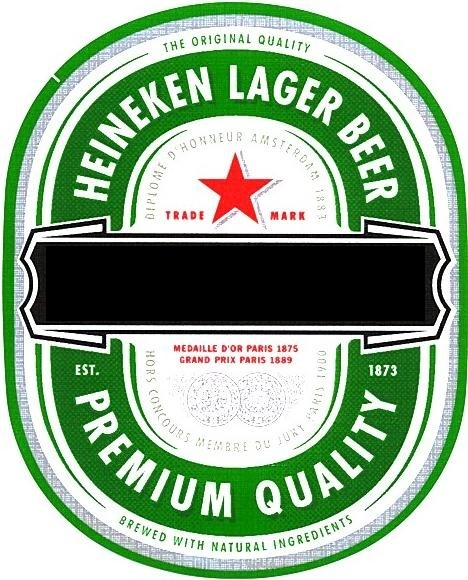 THE ORIGINAL QUALITY
HEINEKEN LAGER BEER
DIPLOME D'HONNEUR AMSTERDAM 1883
TRADE MARK
MEDAILLE D'OR PARIS 1875
GRAND PRIX PARIS 1889
HORS CONCOURS MEMBRE DU JURY PARIS 1900
EST. 1873
PREMIUM QUALITY
BREWED WITH NATURAL INGREDIENTS